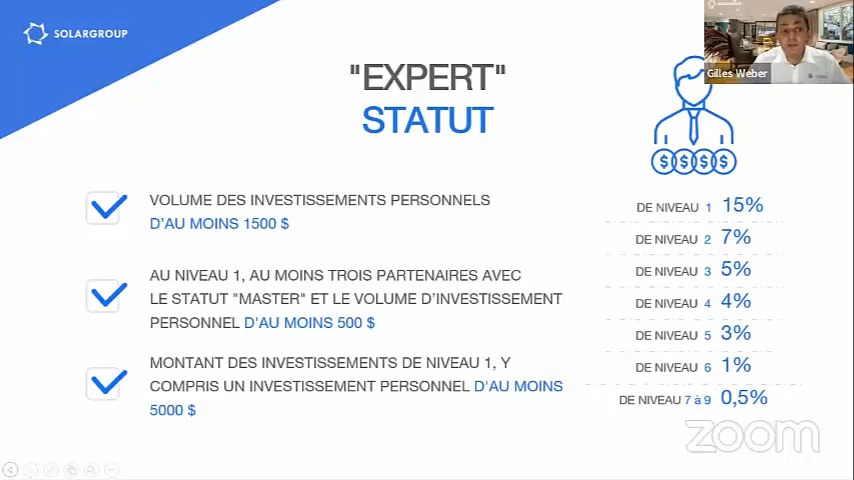 SOLARGROUP
Gilles Weber
"EXPERT"
STATUT
$ $ $ $
VOLUME DES INVESTISSEMENTS PERSONNELS
D'AU MOINS 1500 $
AU NIVEAU 1, AU MOINS TROIS PARTENAIRES AVEC
LE STATUT "MASTER" ET LE VOLUME D'INVESTISSEMENT
PERSONNEL D'AU MOINS 500 $
MONTANT DES INVESTISSEMENTS DE NIVEAU 1, Y
COMPRIS UN INVESTISSEMENT PERSONNEL D'AU MOINS
5000 $
DE NIVEAU 1 15%
DE NIVEAU 2 7%
DE NIVEAU 3 5%
DE NIVEAU 4 4%
DE NIVEAU 5 3%
DE NIVEAU 6 1%
DE NIVEAU 7 à 9 0,5%
zoom